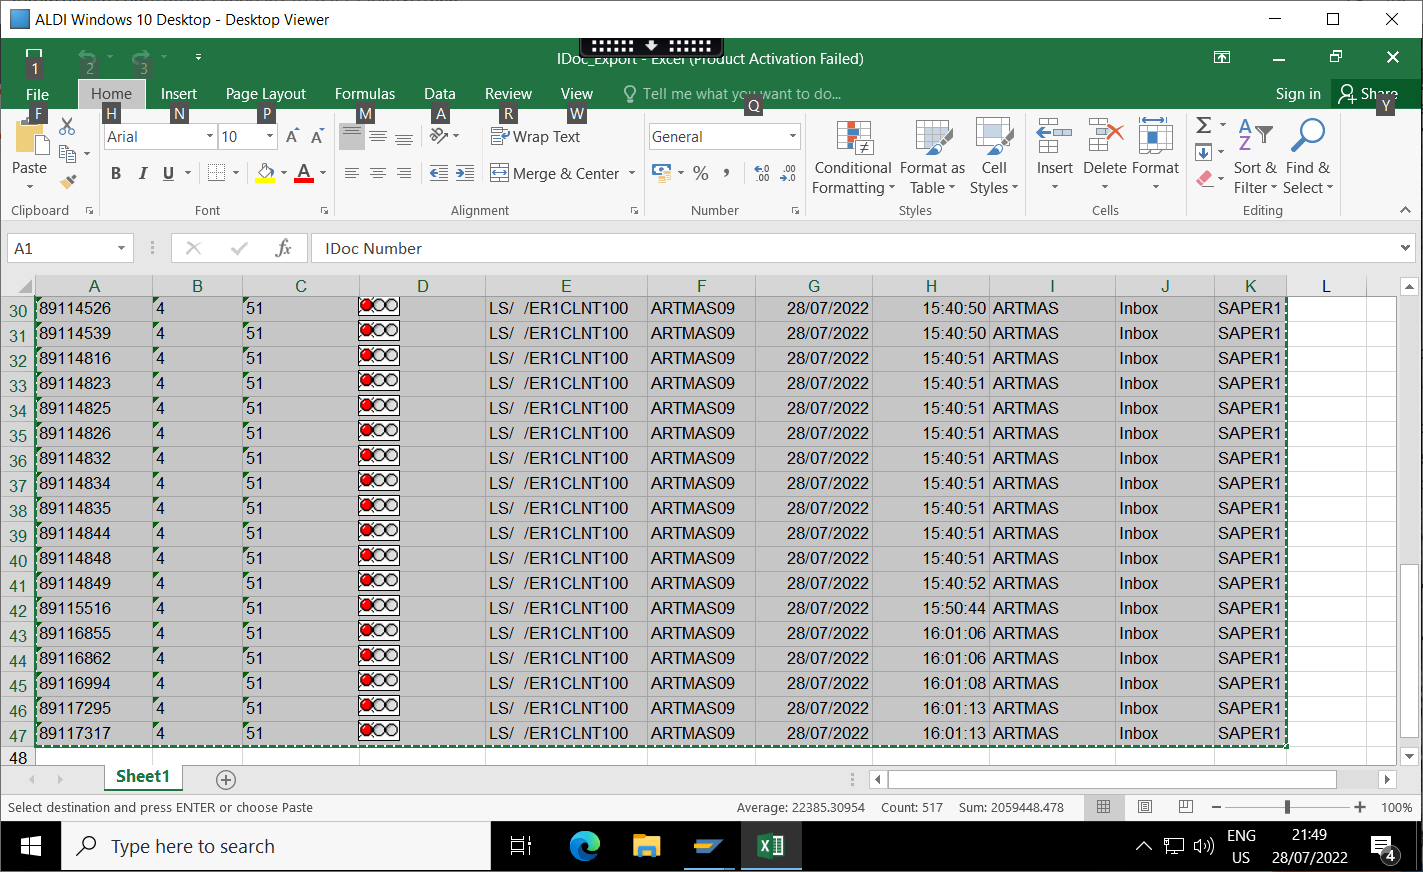 ALDI Windows 10 Desktop - Desktop Viewer
IDoc_Export - Excel (Product Activation Failed)
1 2 3
File Home Insert Page Layout Formulas Data Review View Tell me what you want to do... Sign in Share
F H N P M A R W Q Y
Arial 10 Wrap Text General
Paste B I U Merge & Center % Conditional Formatting Format as Table Cell Styles Insert Delete Format Sort & Filter Find & Select
Clipboard Font Alignment Number Styles Cells Editing
A1 fx IDoc Number
A B C D E F G H I J K L
30 89114526 4 51 LS/ /ER1CLNT100 ARTMAS09 28/07/2022 15:40:50 ARTMAS Inbox SAPER1
31 89114539 4 51 LS/ /ER1CLNT100 ARTMAS09 28/07/2022 15:40:50 ARTMAS Inbox SAPER1
32 89114816 4 51 LS/ /ER1CLNT100 ARTMAS09 28/07/2022 15:40:51 ARTMAS Inbox SAPER1
33 89114823 4 51 LS/ /ER1CLNT100 ARTMAS09 28/07/2022 15:40:51 ARTMAS Inbox SAPER1
34 89114825 4 51 LS/ /ER1CLNT100 ARTMAS09 28/07/2022 15:40:51 ARTMAS Inbox SAPER1
35 89114826 4 51 LS/ /ER1CLNT100 ARTMAS09 28/07/2022 15:40:51 ARTMAS Inbox SAPER1
36 89114832 4 51 LS/ /ER1CLNT100 ARTMAS09 28/07/2022 15:40:51 ARTMAS Inbox SAPER1
37 89114834 4 51 LS/ /ER1CLNT100 ARTMAS09 28/07/2022 15:40:51 ARTMAS Inbox SAPER1
38 89114835 4 51 LS/ /ER1CLNT100 ARTMAS09 28/07/2022 15:40:51 ARTMAS Inbox SAPER1
39 89114844 4 51 LS/ /ER1CLNT100 ARTMAS09 28/07/2022 15:40:51 ARTMAS Inbox SAPER1
40 89114848 4 51 LS/ /ER1CLNT100 ARTMAS09 28/07/2022 15:40:51 ARTMAS Inbox SAPER1
41 89114849 4 51 LS/ /ER1CLNT100 ARTMAS09 28/07/2022 15:40:52 ARTMAS Inbox SAPER1
42 89115516 4 51 LS/ /ER1CLNT100 ARTMAS09 28/07/2022 15:50:44 ARTMAS Inbox SAPER1
43 89116855 4 51 LS/ /ER1CLNT100 ARTMAS09 28/07/2022 16:01:06 ARTMAS Inbox SAPER1
44 89116862 4 51 LS/ /ER1CLNT100 ARTMAS09 28/07/2022 16:01:06 ARTMAS Inbox SAPER1
45 89116994 4 51 LS/ /ER1CLNT100 ARTMAS09 28/07/2022 16:01:08 ARTMAS Inbox SAPER1
46 89117295 4 51 LS/ /ER1CLNT100 ARTMAS09 28/07/2022 16:01:13 ARTMAS Inbox SAPER1
47 89117317 4 51 LS/ /ER1CLNT100 ARTMAS09 28/07/2022 16:01:13 ARTMAS Inbox SAPER1
48
Sheet1
Select destination and press ENTER or choose Paste Average: 22385.30954 Count: 517 Sum: 2059448.478 100%
Type here to search ENG US 21:49 28/07/2022 4